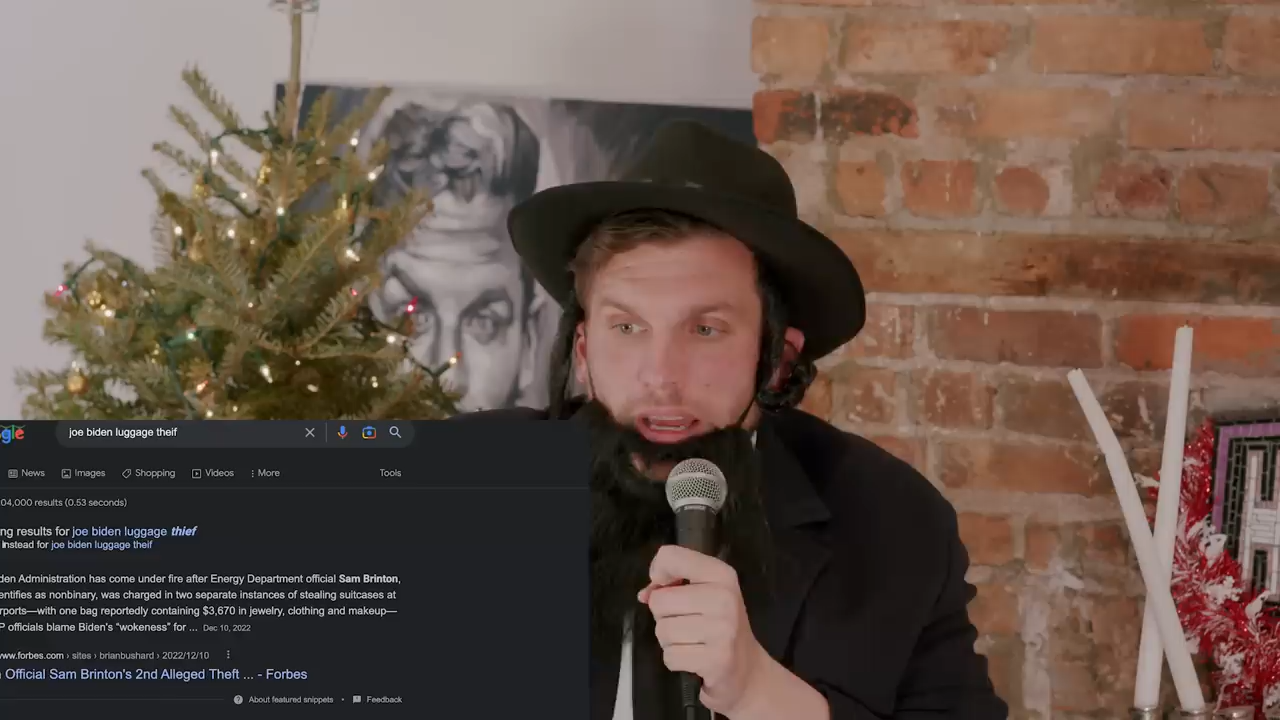 gle joe biden luggage theif
News Images Shopping Videos More Tools
04,000 results (0.53 seconds)
ng results for joe biden luggage thief
instead for joe biden luggage theif
den Administration has come under fire after Energy Department official Sam Brinton,
entifies as nonbinary, was charged in two separate instances of stealing suitcases at
rports—with one bag reportedly containing $3,670 in jewelry, clothing and makeup—
P officials blame Biden's "wokeness" for ... Dec 10, 2022
ww.forbes.com › sites › brianbushard › 2022/12/10
Official Sam Brinton's 2nd Alleged Theft ... - Forbes
About featured snippets • Feedback